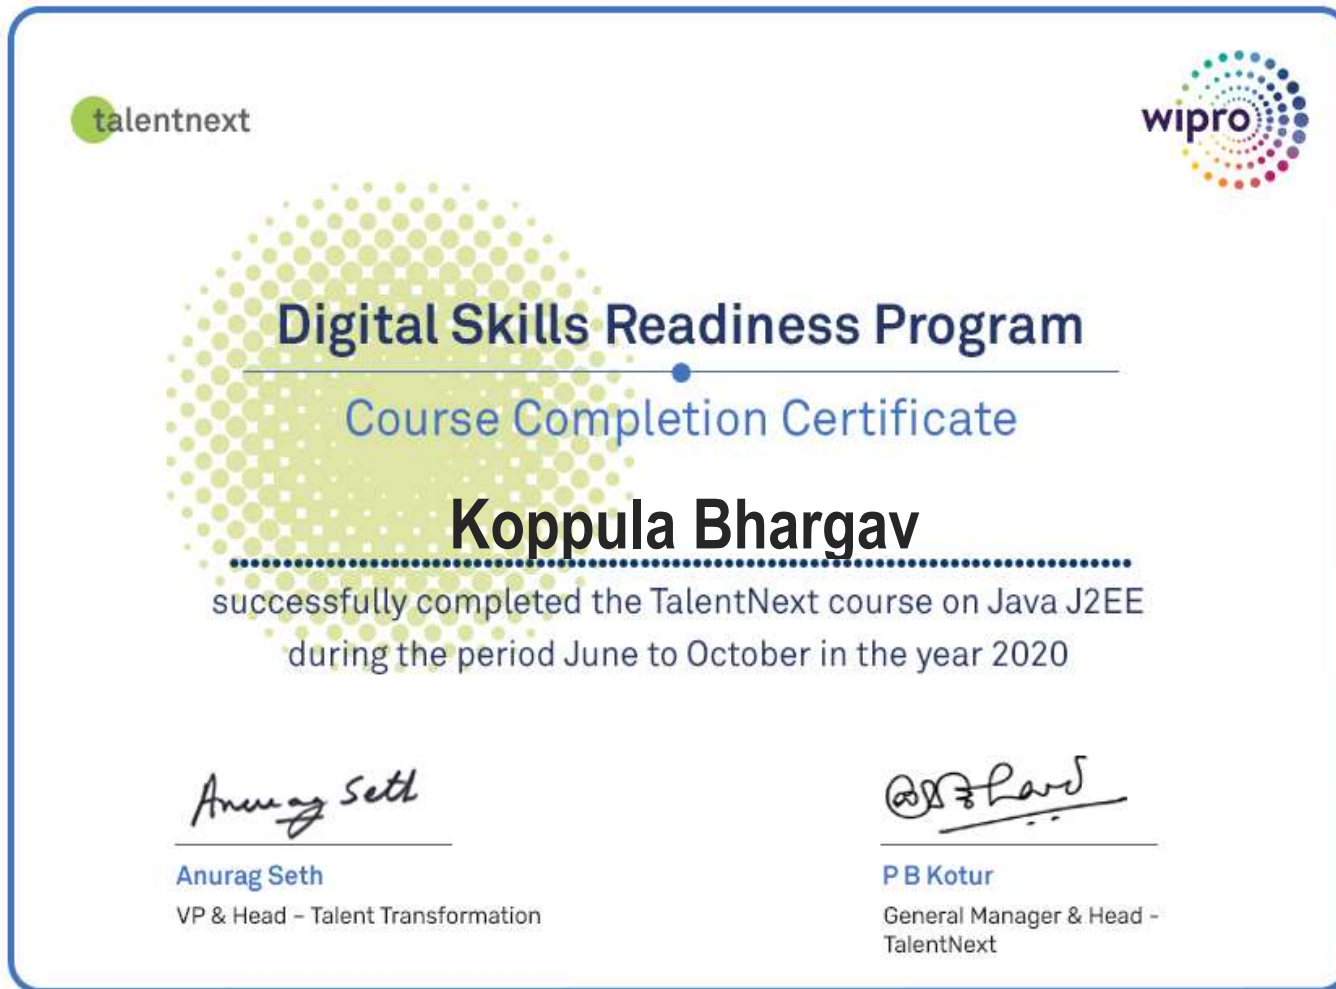 talentnext
wipro
Digital Skills Readiness Program
Course Completion Certificate
Koppula Bhargav
successfully completed the TalentNext course on Java J2EE
during the period June to October in the year 2020
Anurag Seth
Anurag Seth
VP & Head – Talent Transformation
P B Kotur
General Manager & Head -
TalentNext